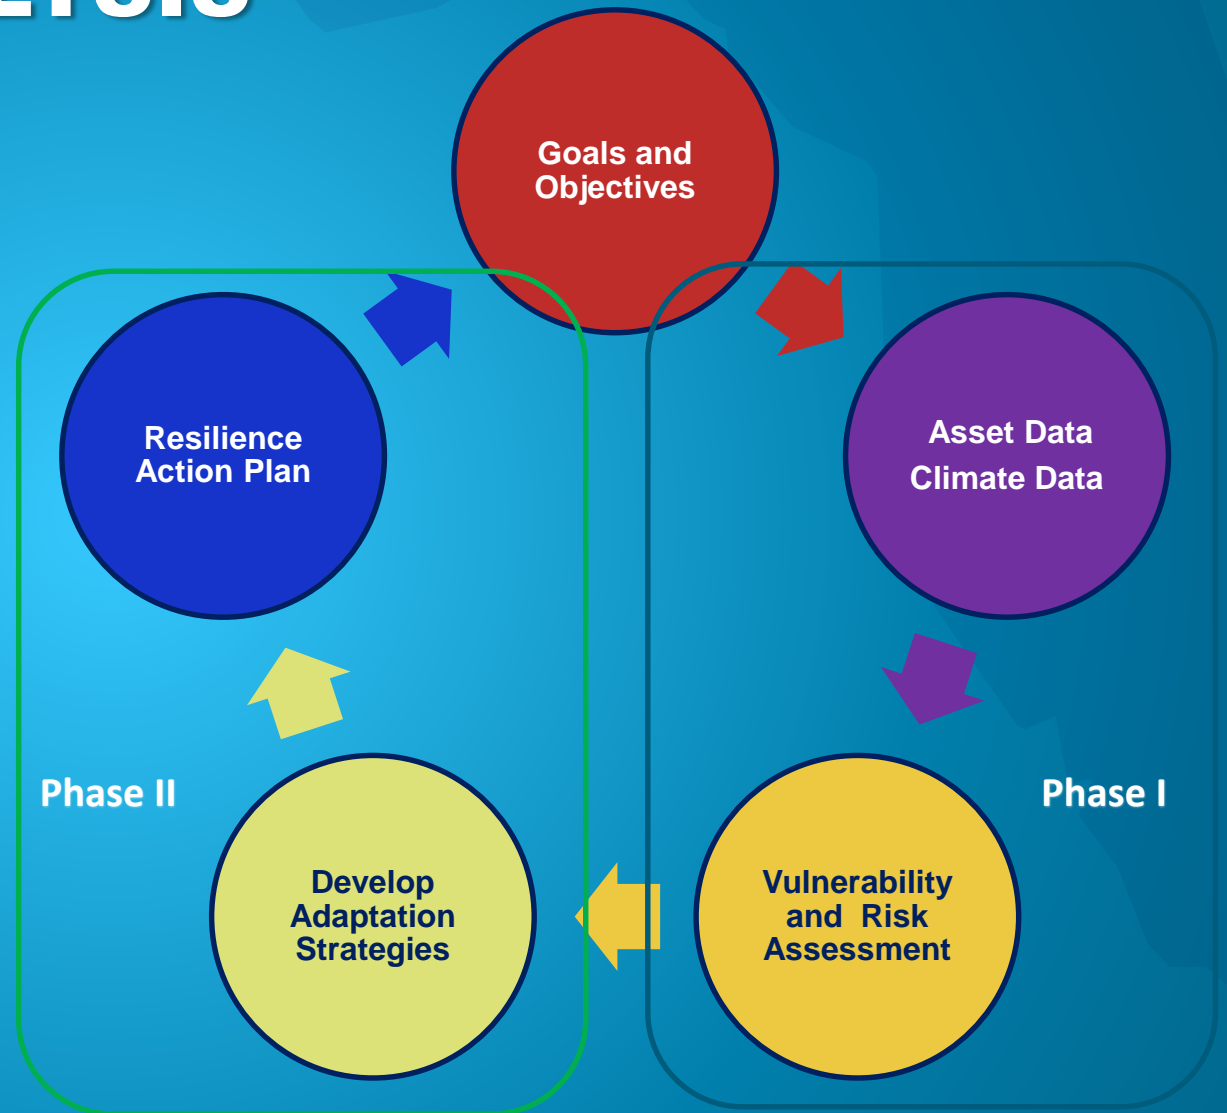 Goals and
Objectives
Asset Data
Climate Data
Resilience
Action Plan
Phase II
Phase I
Develop
Adaptation
Strategies
Vulnerability
and Risk
Assessment